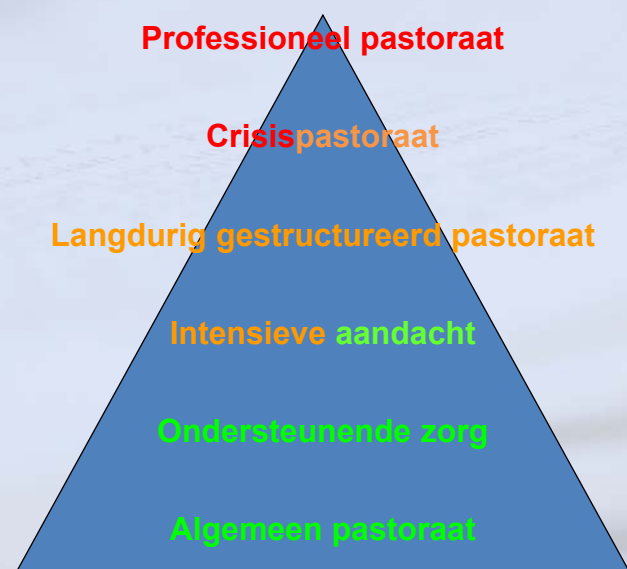 Professioneel pastoraat
Crisispastoraat
Langdurig gestructureerd pastoraat
Intensieve aandacht
Ondersteunende zorg
Algemeen pastoraat